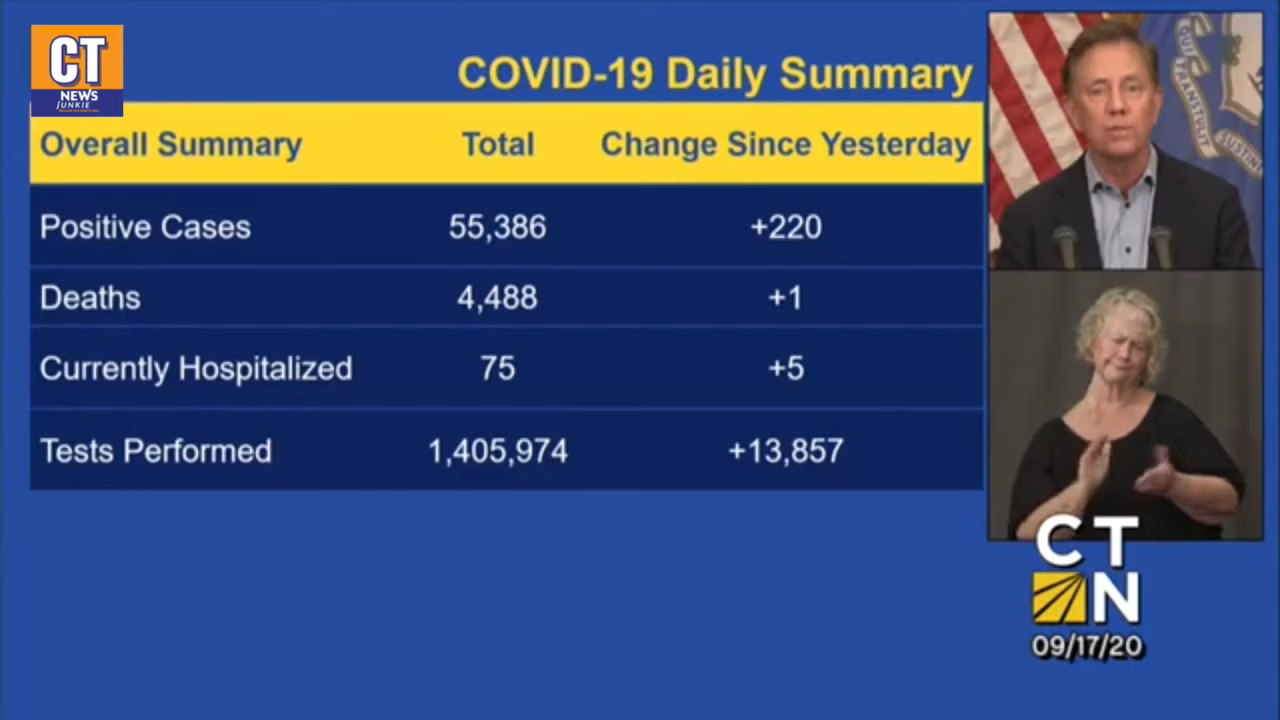 CT
NEWS
JUNKIE
COVID-19 Daily Summary
Overall Summary Total Change Since Yesterday
Positive Cases 55,386 +220
Deaths 4,488 +1
Currently Hospitalized 75 +5
Tests Performed 1,405,974 +13,857
TRANSTULIT
CT
N
09/17/20